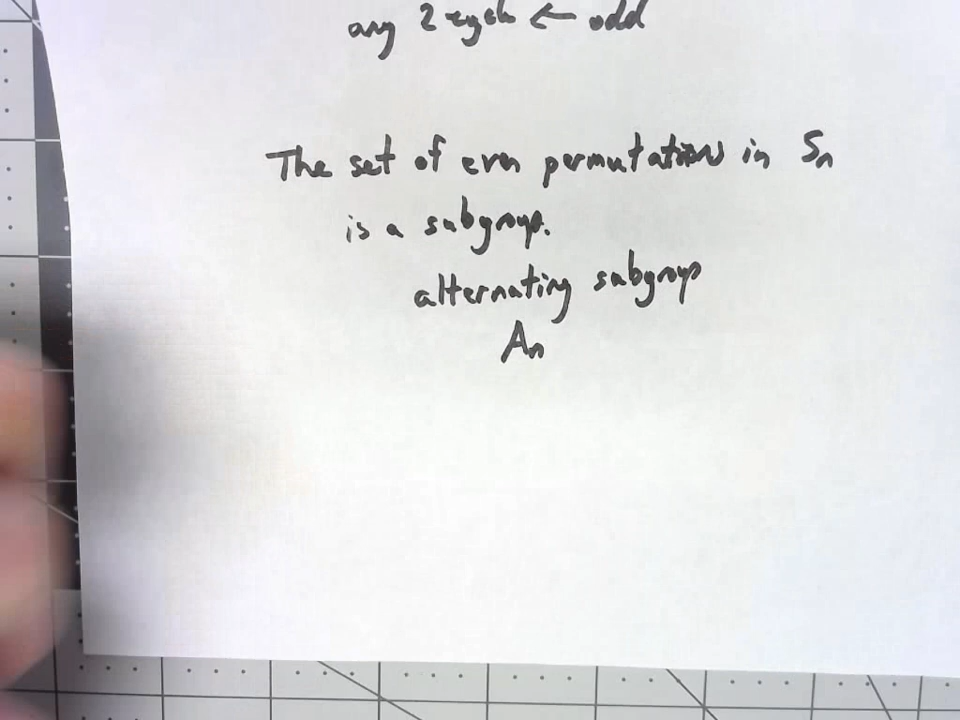 any 2 cycle ← odd
The set of even permutations in Sn
is a subgroup.
alternating subgroup
An